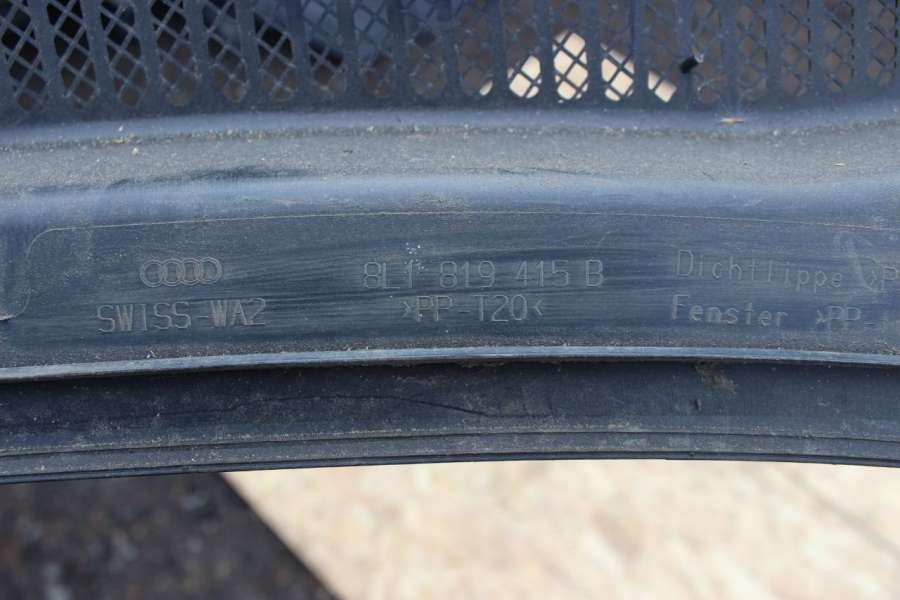 8L1 819 415 B
SWISS-WA2
>PP-T20<
Dichtlippe >P
Fenster >PP-